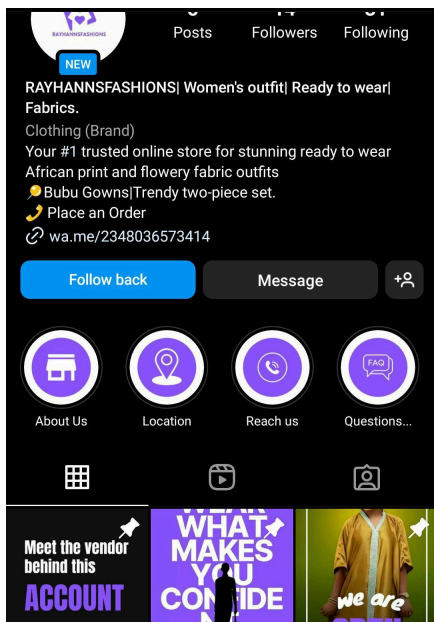 RAYHANNSFASHIONS
Posts
Followers
Following
NEW
RAYHANNSFASHIONS| Women's outfit| Ready to wear|
Fabrics.
Clothing (Brand)
Your #1 trusted online store for stunning ready to wear
African print and flowery fabric outfits
Bubu Gowns|Trendy two-piece set.
Place an Order
wa.me/2348036573414
Follow back
Message
About Us
Location
Reach us
FAQ
Questions...
Meet the vendor
behind this
ACCOUNT
WEAR
WHAT
MAKES
YOU
CONFIDE
we are